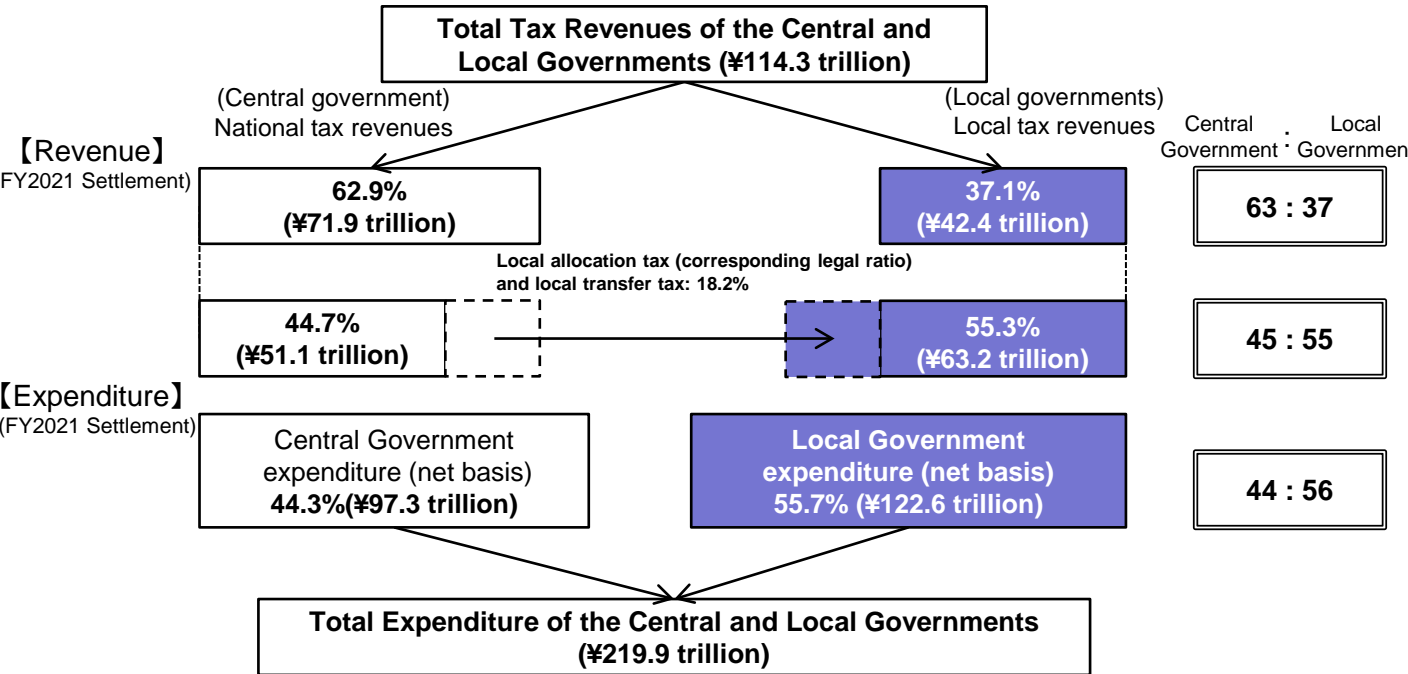 Total Tax Revenues of the Central and
Local Governments (¥114.3 trillion)
(Central government)
National tax revenues
(Local governments)
Local tax revenues
Central
Government
:
Local
Governmen
【Revenue】
FY2021 Settlement)
62.9%
(¥71.9 trillion)
37.1%
(¥42.4 trillion)
63 : 37
Local allocation tax (corresponding legal ratio)
and local transfer tax: 18.2%
44.7%
(¥51.1 trillion)
55.3%
(¥63.2 trillion)
45 : 55
【Expenditure】
(FY2021 Settlement)
Central Government
expenditure (net basis)
44.3%(¥97.3 trillion)
Local Government
expenditure (net basis)
55.7% (¥122.6 trillion)
44 : 56
Total Expenditure of the Central and Local Governments
(¥219.9 trillion)